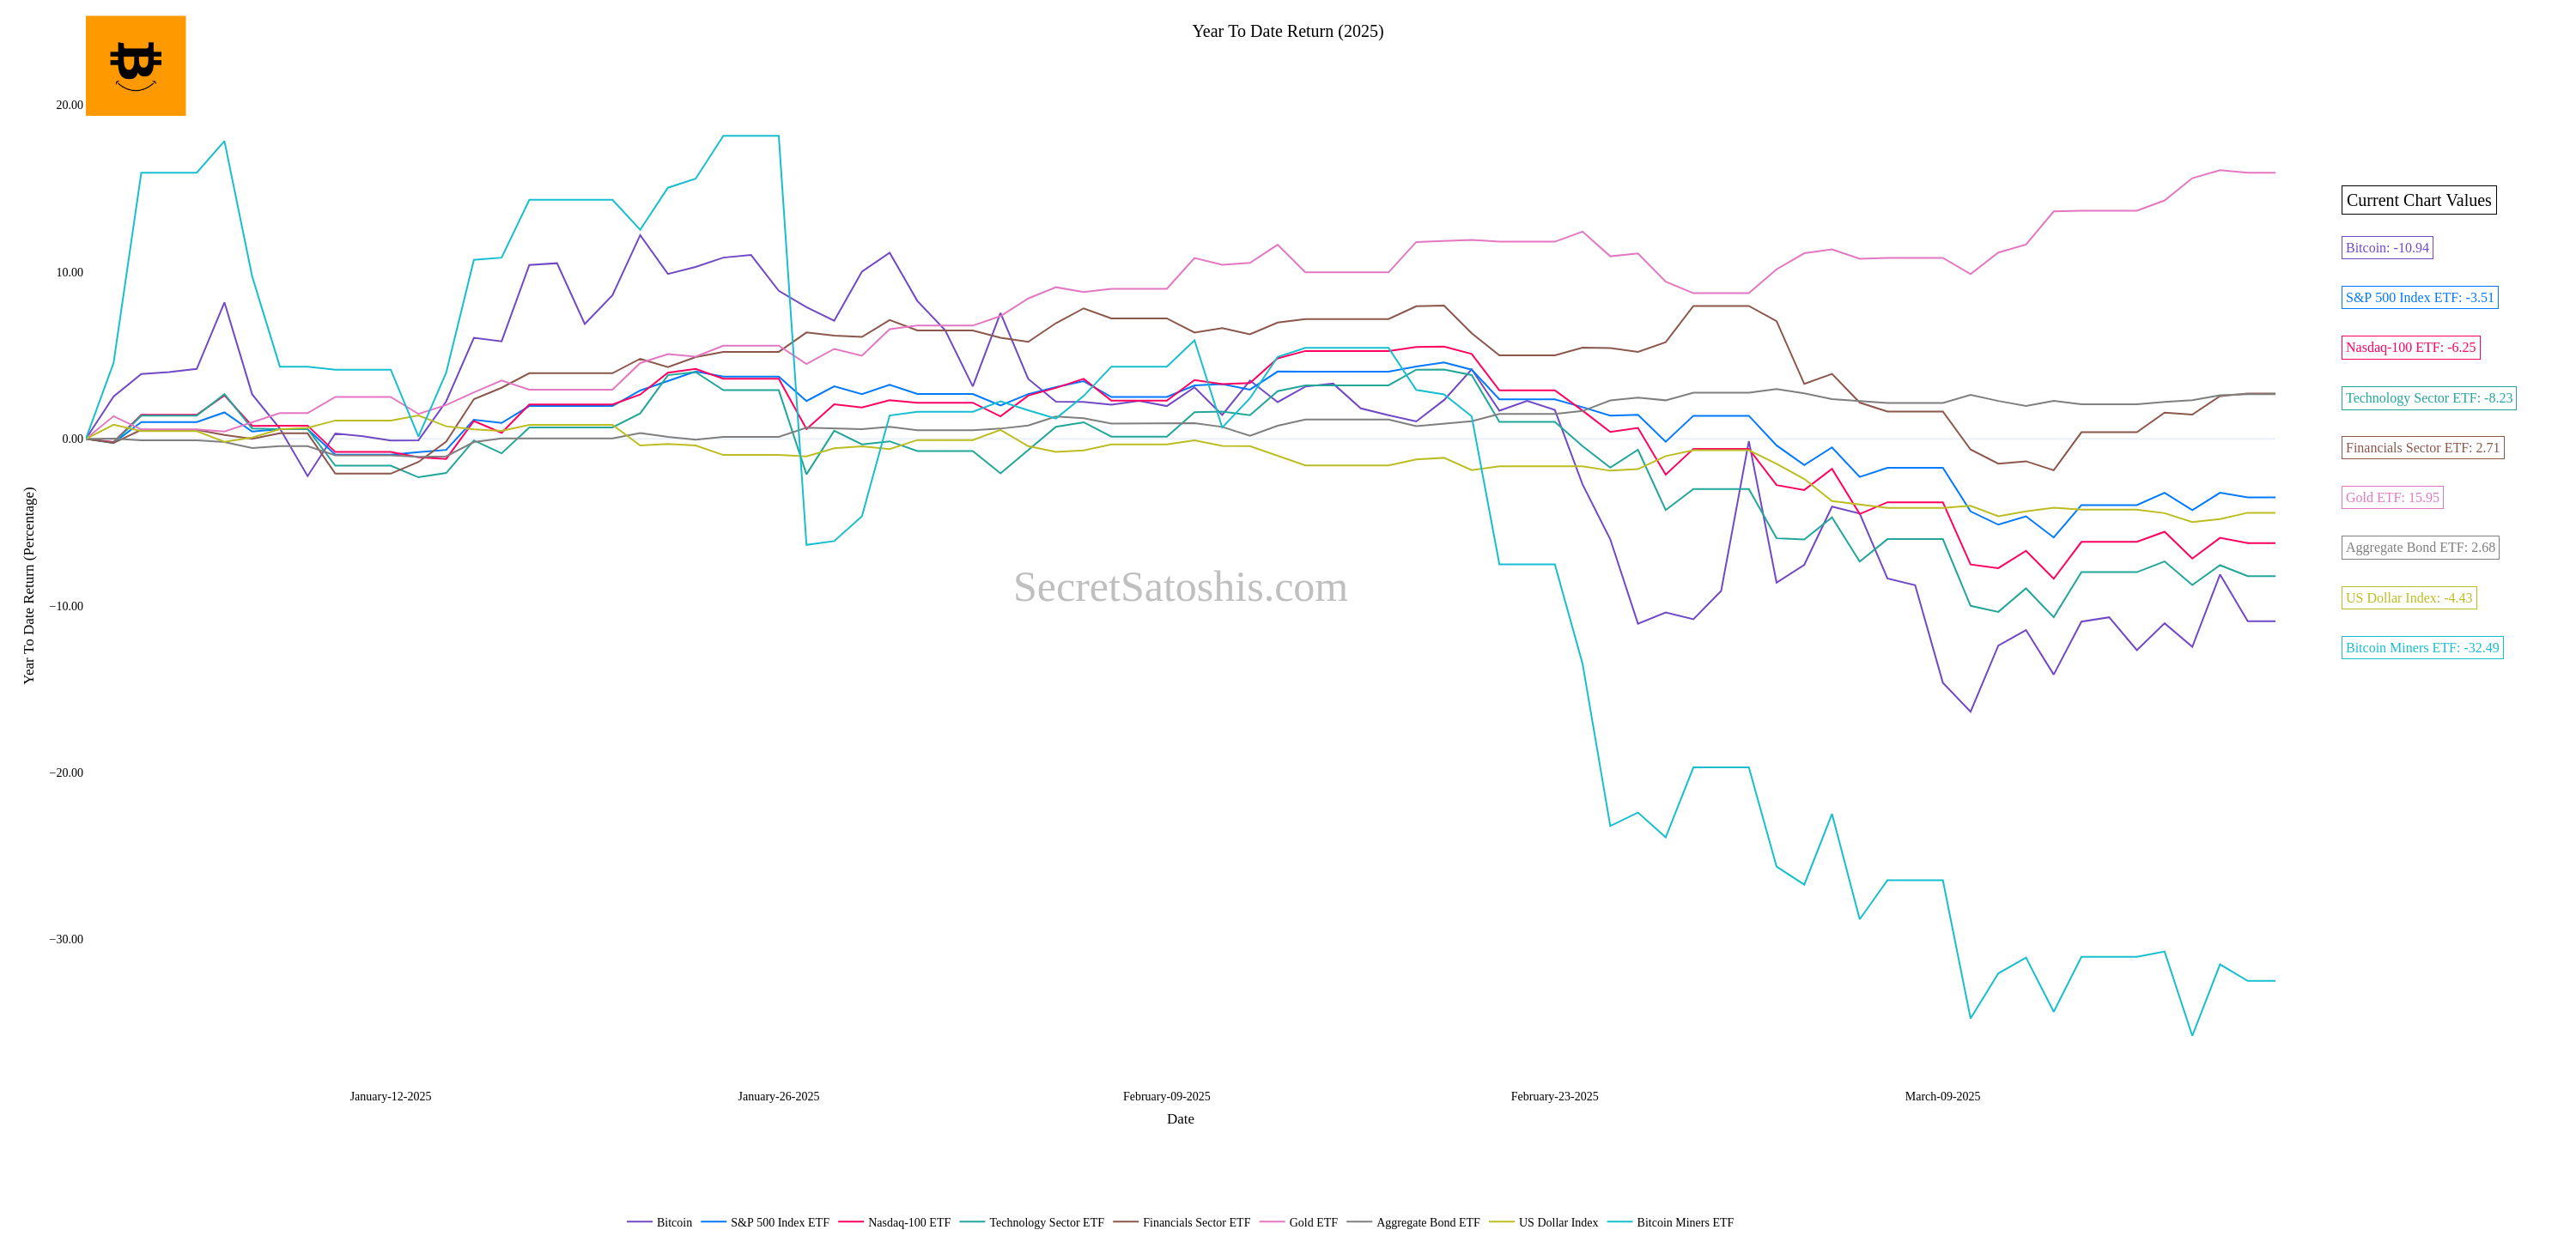 Year To Date Return (2025)
20.00
10.00
0.00
−10.00
−20.00
−30.00
Year To Date Return (Percentage)
SecretSatoshis.com
Current Chart Values
Bitcoin: -10.94
S&P 500 Index ETF: -3.51
Nasdaq-100 ETF: -6.25
Technology Sector ETF: -8.23
Financials Sector ETF: 2.71
Gold ETF: 15.95
Aggregate Bond ETF: 2.68
US Dollar Index: -4.43
Bitcoin Miners ETF: -32.49
January-12-2025 January-26-2025 February-09-2025 February-23-2025 March-09-2025
Date
Bitcoin S&P 500 Index ETF Nasdaq-100 ETF Technology Sector ETF Financials Sector ETF Gold ETF Aggregate Bond ETF US Dollar Index Bitcoin Miners ETF